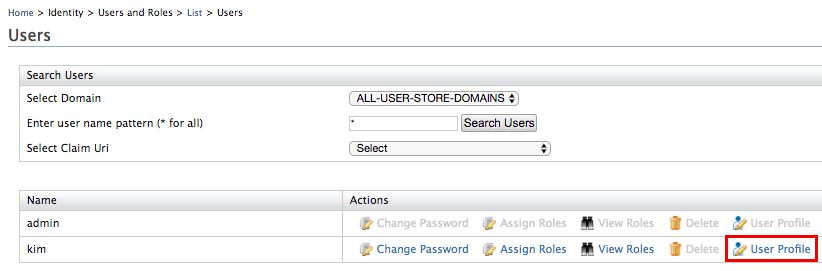 Home > Identity > Users and Roles > List > Users
Users
Search Users
Select Domain ALL-USER-STORE-DOMAINS
Enter user name pattern (* for all) * Search Users
Select Claim Uri Select
Name Actions
admin Change Password Assign Roles View Roles Delete User Profile
kim Change Password Assign Roles View Roles Delete User Profile